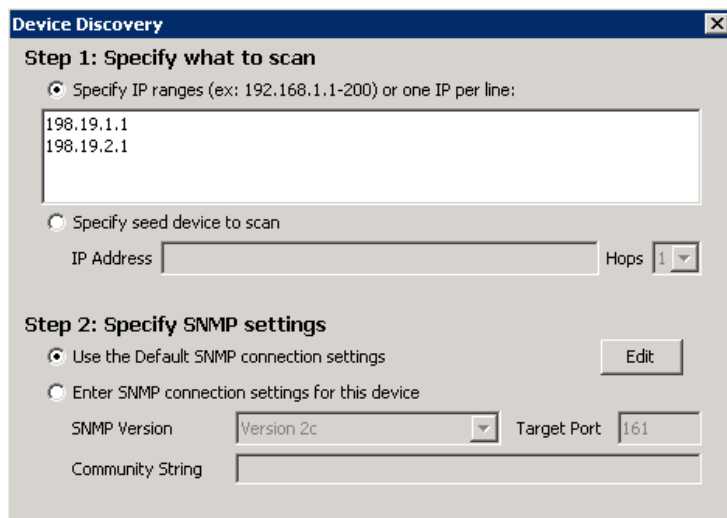 Device Discovery
Step 1: Specify what to scan
Specify IP ranges (ex: 192.168.1.1-200) or one IP per line:
198.19.1.1
198.19.2.1
Specify seed device to scan
IP Address Hops 1
Step 2: Specify SNMP settings
Use the Default SNMP connection settings Edit
Enter SNMP connection settings for this device
SNMP Version Version 2c Target Port 161
Community String